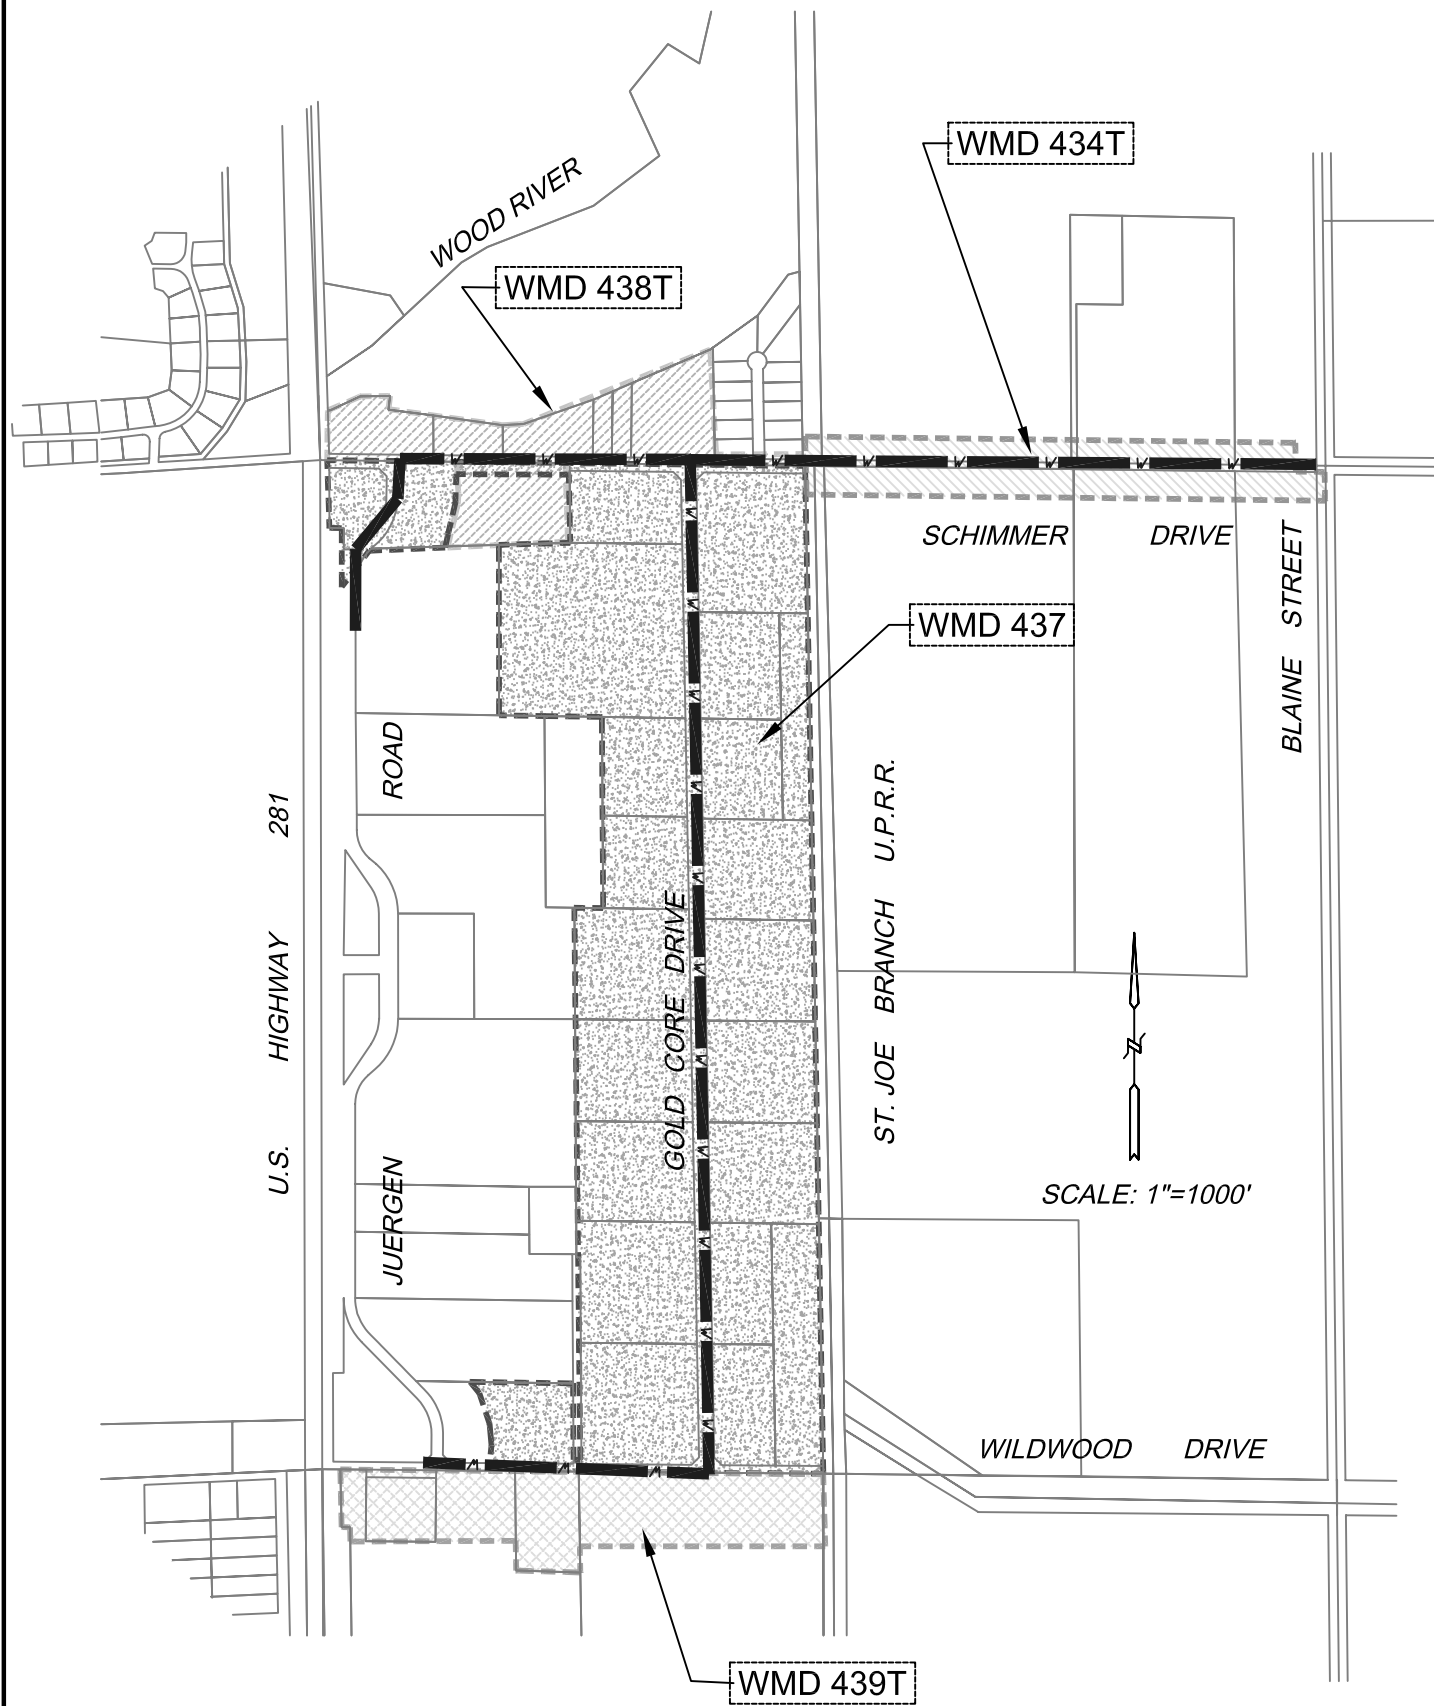 WMD 434T
WOOD RIVER
WMD 438T
SCHIMMER DRIVE
BLAINE STREET
WMD 437
JUERGEN ROAD
U.S. HIGHWAY 281
GOLD CORE DRIVE
ST. JOE BRANCH U.P.R.R.
N
SCALE: 1"=1000'
WILDWOOD DRIVE
WMD 439T
W W W W W W W W W
W W W W W W W W W W W
W W W